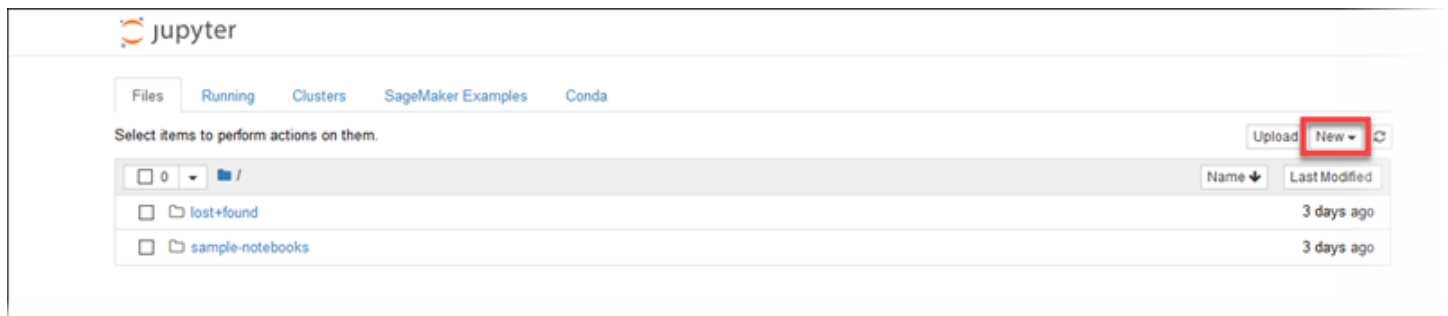 jupyter
Files Running Clusters SageMaker Examples Conda
Select items to perform actions on them. Upload New
0 / Name Last Modified
lost+found 3 days ago
sample-notebooks 3 days ago